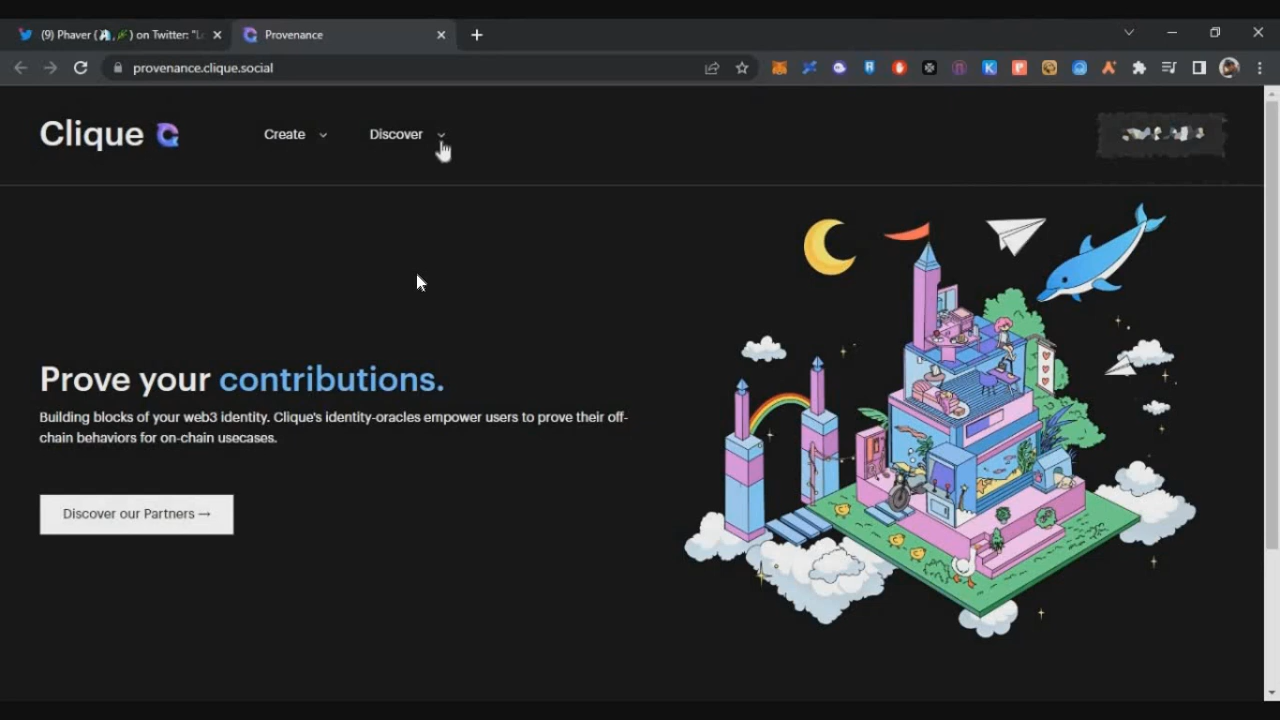 (9) Phaver ( , ) on Twitter: "Lo
Provenance
provenance.clique.social
Clique
Create
Discover
Prove your contributions.
Building blocks of your web3 identity. Clique's identity-oracles empower users to prove their off-
chain behaviors for on-chain usecases.
Discover our Partners →